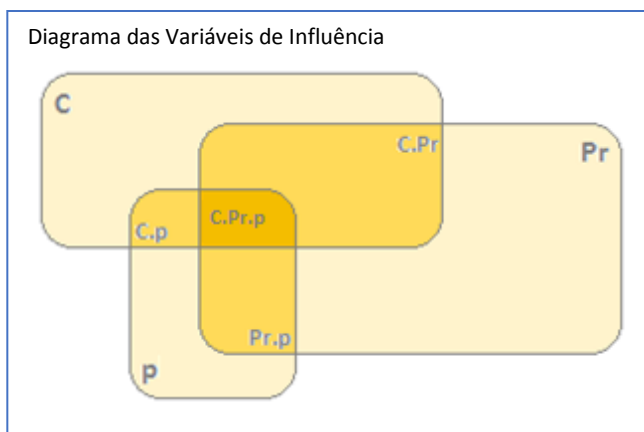 Diagrama das Variáveis de Influência
C
C.Pr
Pr
C.Pr.p
C.p
Pr.p
p